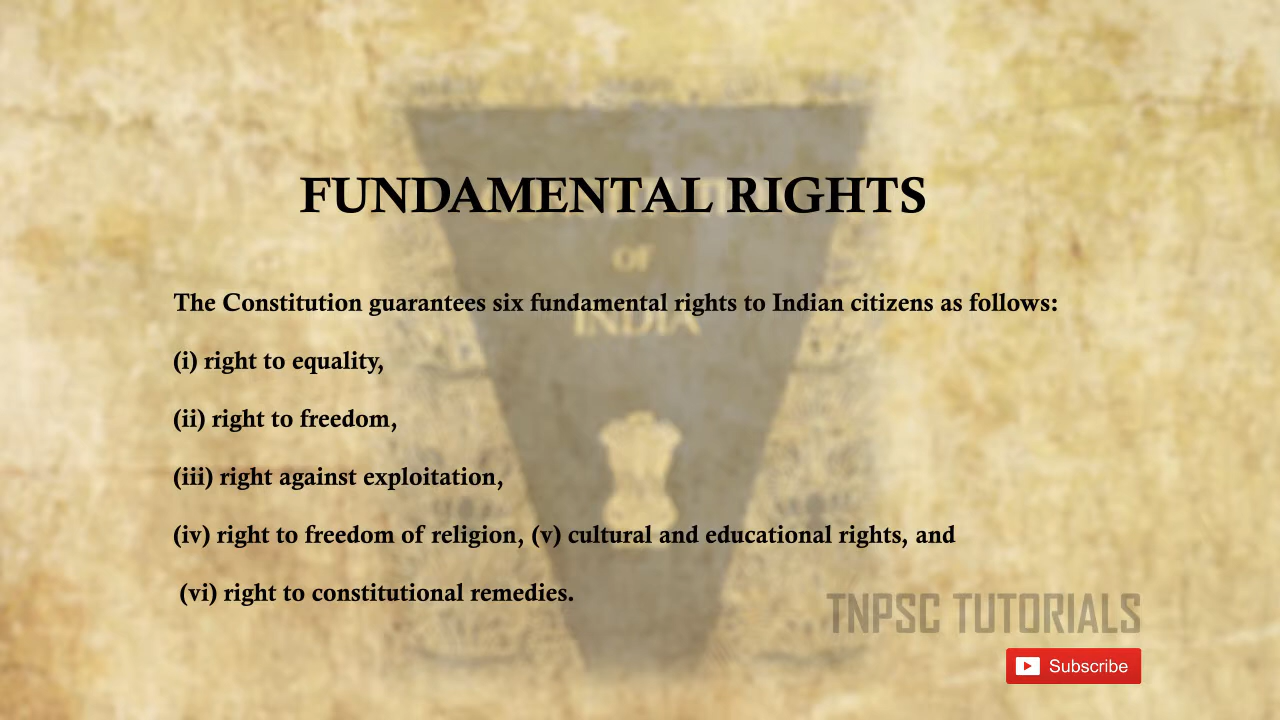 FUNDAMENTAL RIGHTS
of
INDIA
The Constitution guarantees six fundamental rights to Indian citizens as follows:
(i) right to equality,
(ii) right to freedom,
(iii) right against exploitation,
(iv) right to freedom of religion, (v) cultural and educational rights, and
(vi) right to constitutional remedies.
TNPSC TUTORIALS
Subscribe